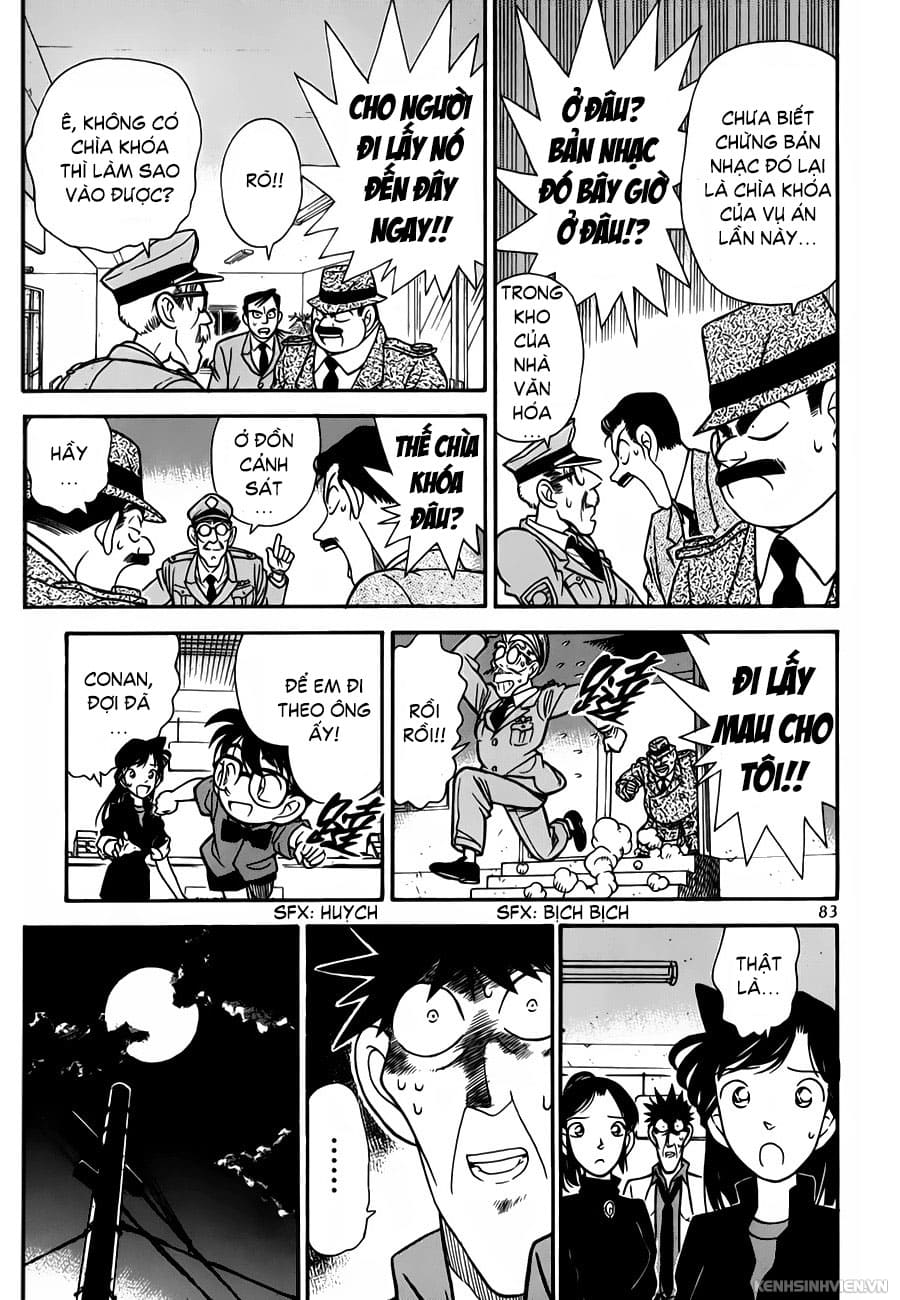 CHƯA BIẾT
CHỪNG BẢN
NHẠC ĐÓ LẠI
LÀ CHÌA KHÓA
CỦA VỤ ÁN
LẦN NÀY...
Ở ĐÂU?
BẢN NHẠC
ĐÓ BÂY GIỜ
Ở ĐÂU!?
TRONG
KHO
CỦA
NHÀ
VĂN
HÓA
...
CHO NGƯỜI
ĐI LẤY NÓ
ĐẾN ĐÂY
NGAY!!
RÕ!!
Ê, KHÔNG CÓ
CHÌA KHÓA
THÌ LÀM SAO
VÀO ĐƯỢC?
THẾ CHÌA
KHÓA
ĐÂU?
Ở ĐỒN
CẢNH
SÁT
...
HẦY
...
ĐI LẤY
MAU CHO
TÔI!!
RỒI
RỒI!!
ĐỂ EM ĐI
THEO ÔNG
ẤY!
CONAN,
ĐỢI ĐÃ
...
SFX: HUỴCH
SFX: BỊCH BỊCH
83
THẬT
LÀ...
......
KENHSINHVIEN.VN